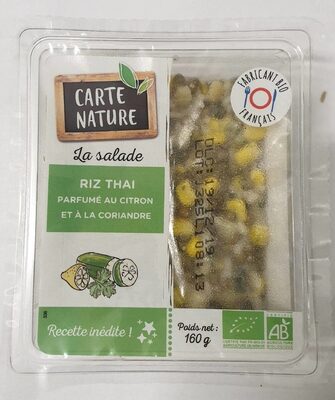 CARTE
NATURE
La salade
RIZ THAI
PARFUMÉ AU CITRON
ET À LA CORIANDRE
Recette inédite !
FABRICANT BIO
FRANÇAIS
Poids net :
160 g
AB